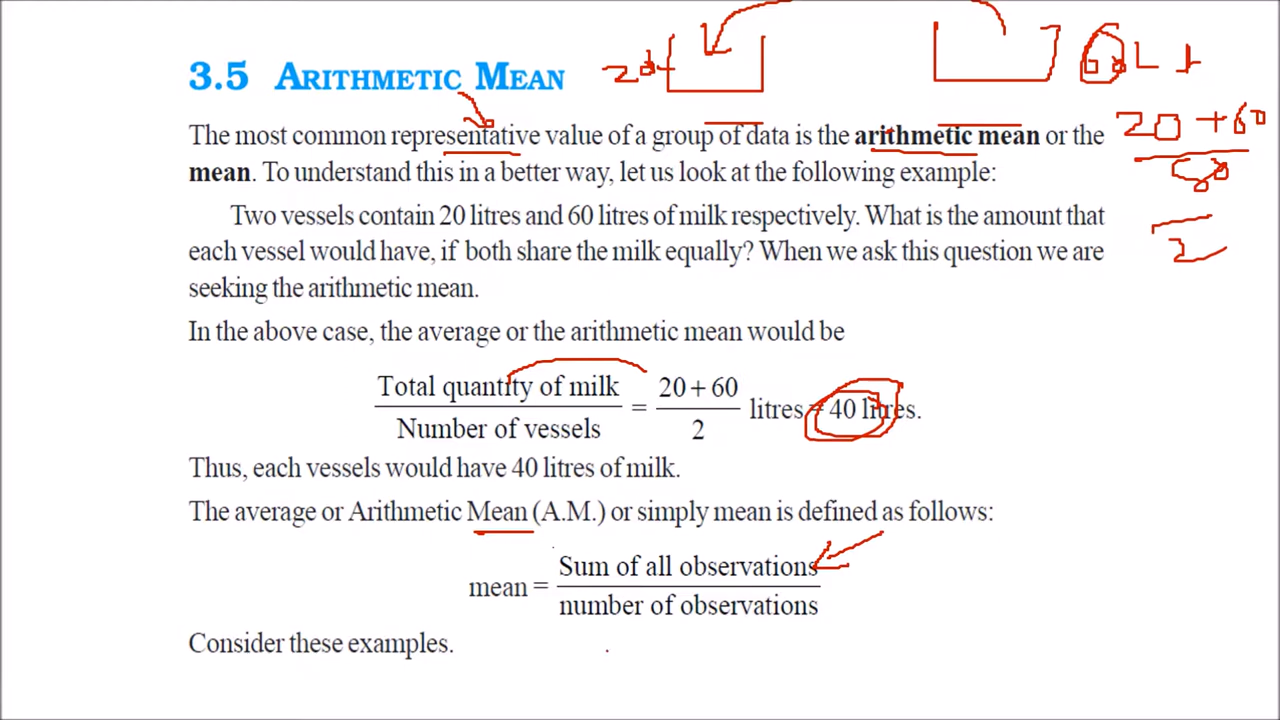 3.5 ARITHMETIC MEAN
20
60 L t
The most common representative value of a group of data is the arithmetic mean or the
20 + 60
mean. To understand this in a better way, let us look at the following example:
Two vessels contain 20 litres and 60 litres of milk respectively. What is the amount that
2
each vessel would have, if both share the milk equally? When we ask this question we are
seeking the arithmetic mean.
In the above case, the average or the arithmetic mean would be
Total quantity of milk / Number of vessels = 20 + 60 / 2 litres = 40 litres.
Thus, each vessels would have 40 litres of milk.
The average or Arithmetic Mean (A.M.) or simply mean is defined as follows:
mean = Sum of all observations / number of observations
Consider these examples.